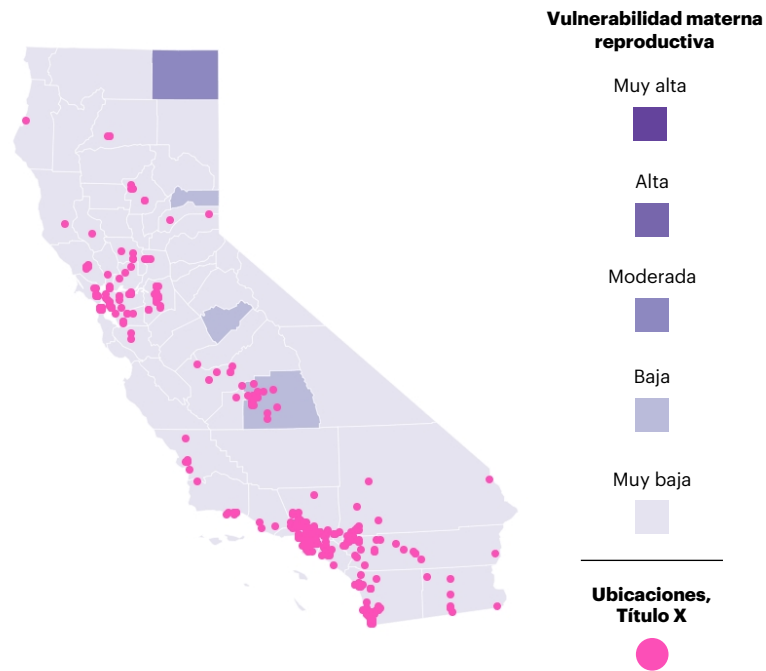 Vulnerabilidad materna
reproductiva
Muy alta
Alta
Moderada
Baja
Muy baja
Ubicaciones,
Título X